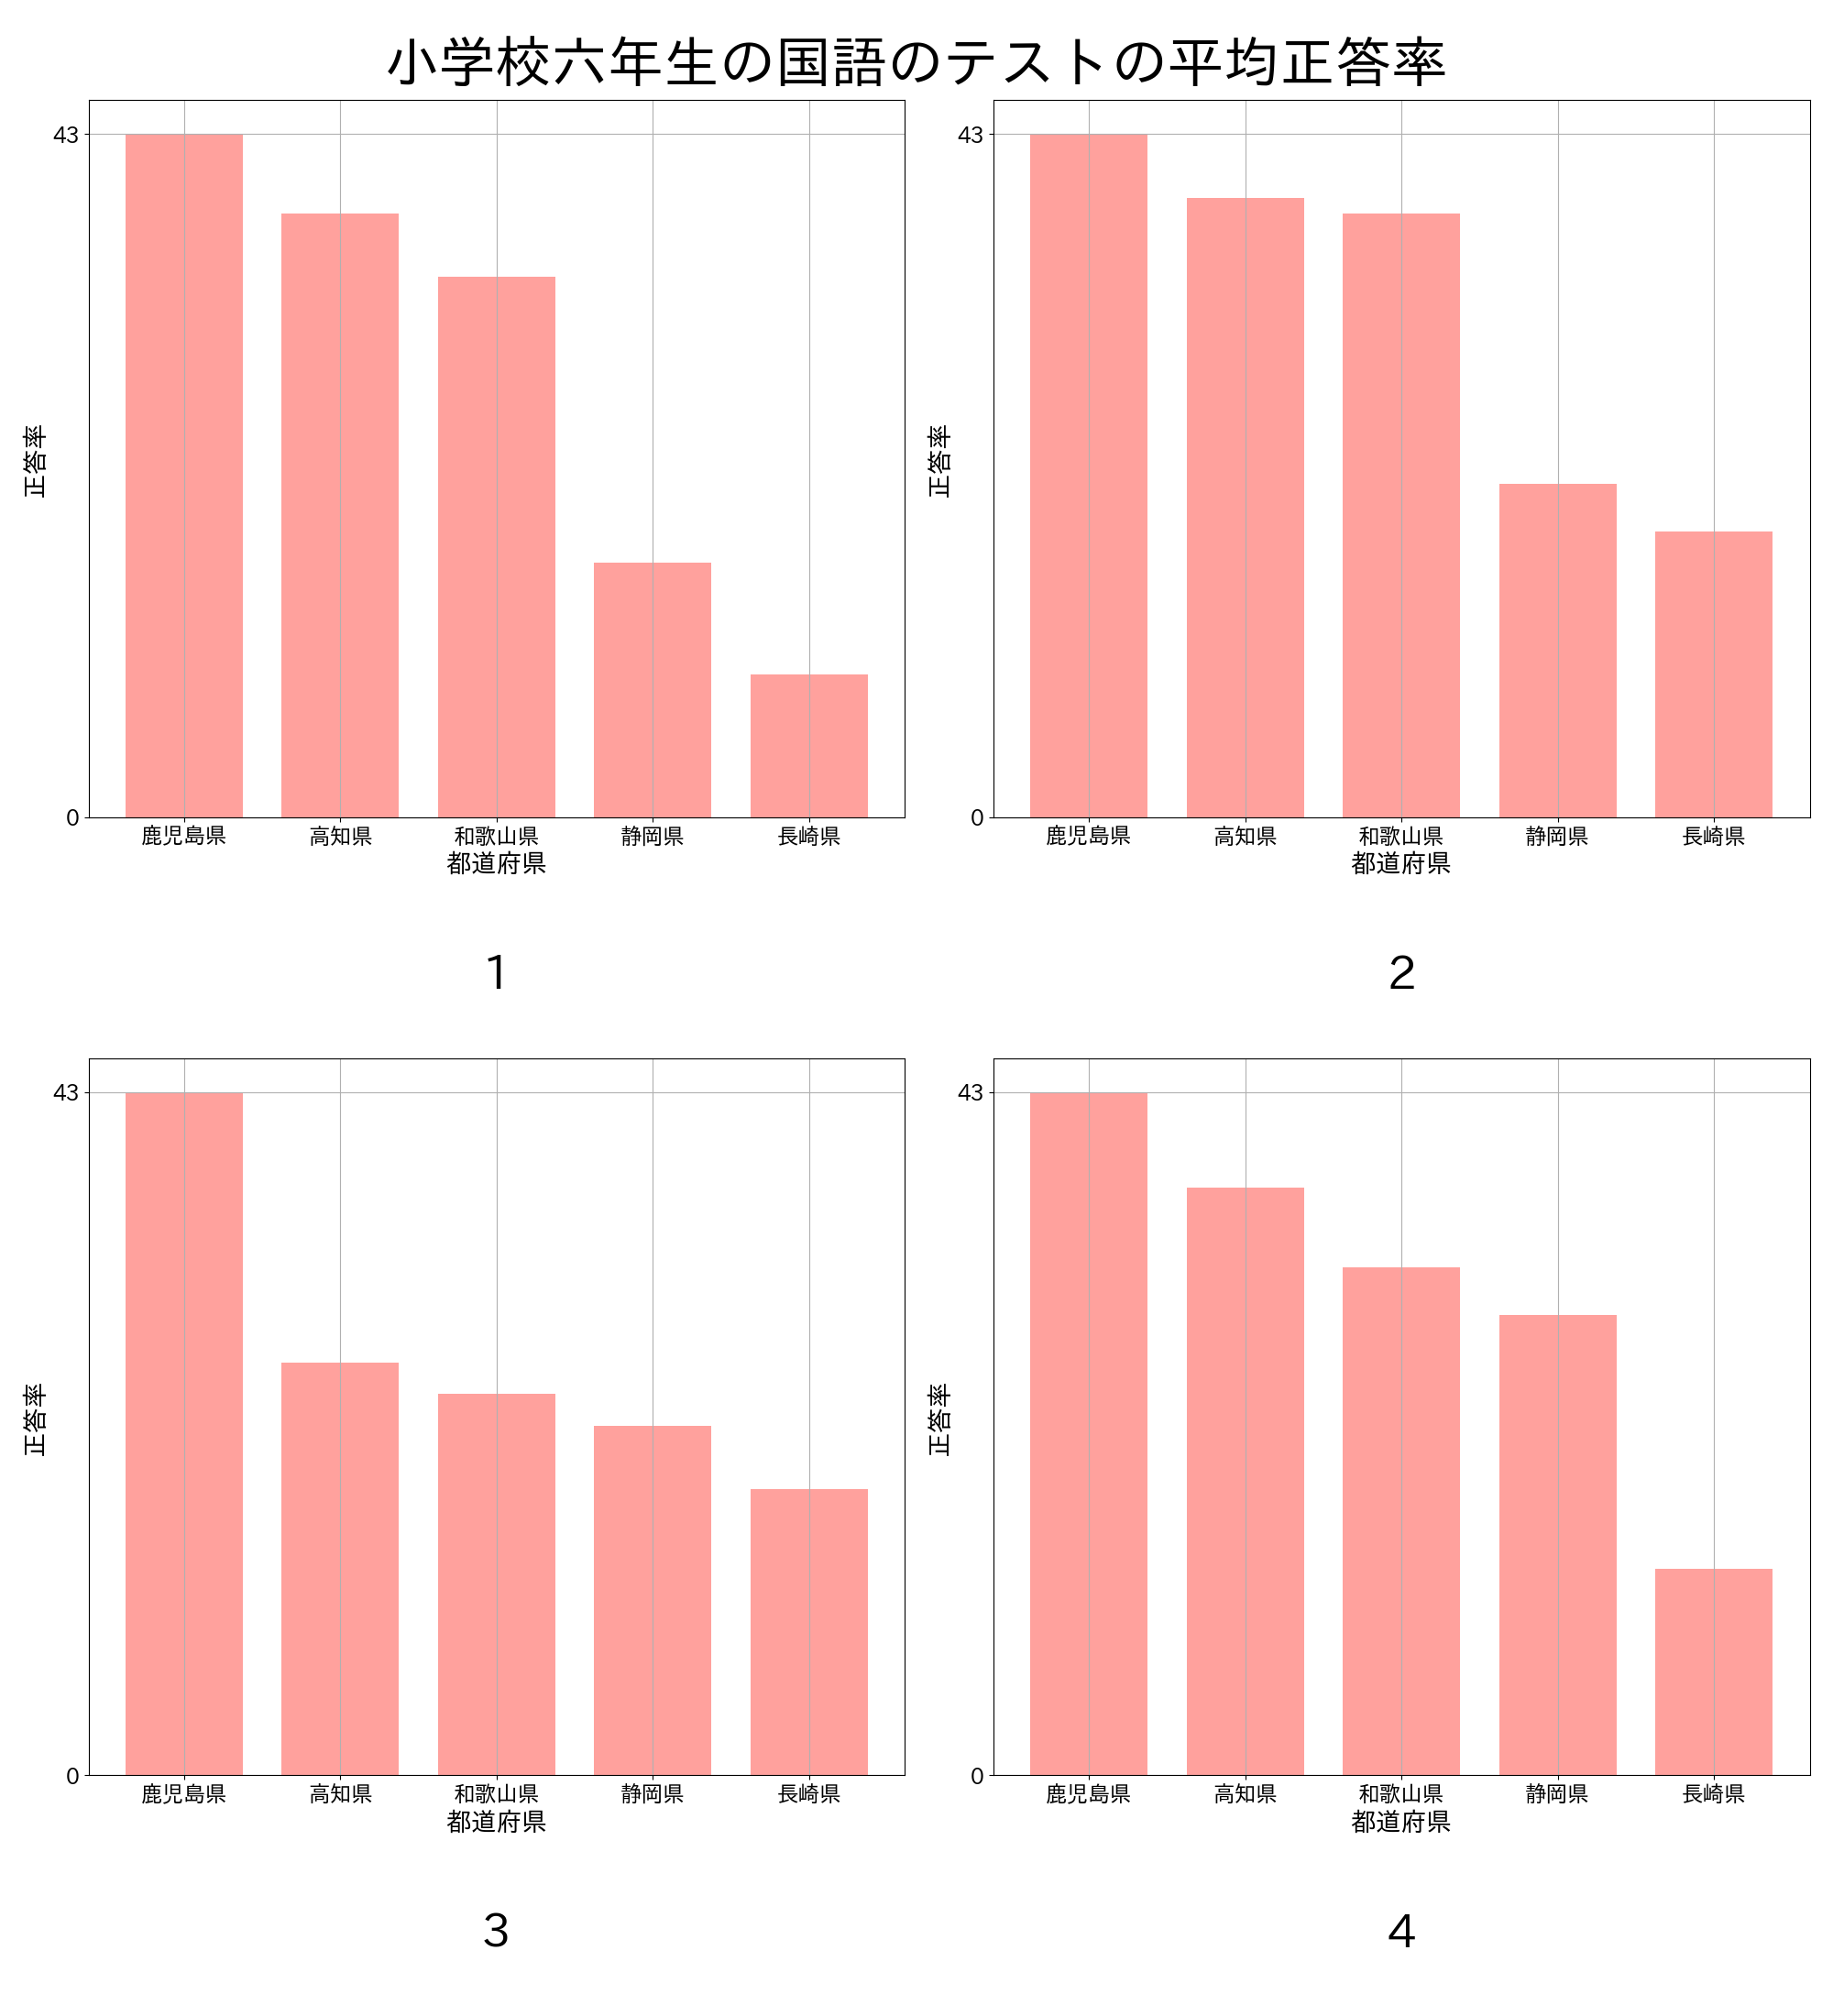 小学校六年生の国語のテストの平均正答率
43
正答率
0
鹿児島県 高知県 和歌山県 静岡県 長崎県
都道府県
1
43
正答率
0
鹿児島県 高知県 和歌山県 静岡県 長崎県
都道府県
2
43
正答率
0
鹿児島県 高知県 和歌山県 静岡県 長崎県
都道府県
3
43
正答率
0
鹿児島県 高知県 和歌山県 静岡県 長崎県
都道府県
4